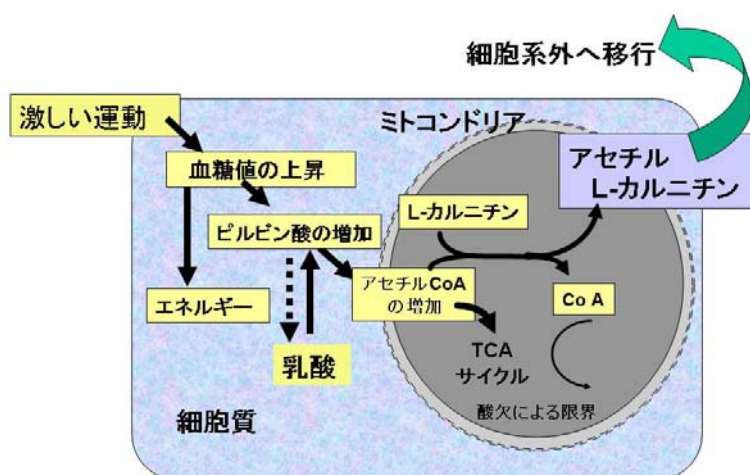 細胞系外へ移行
激しい運動
ミトコンドリア
アセチル
L-カルニチン
血糖値の上昇
L-カルニチン
ピルビン酸の増加
アセチルCoA
の増加
エネルギー
CoA
乳酸
TCA
サイクル
酸欠による限界
細胞質